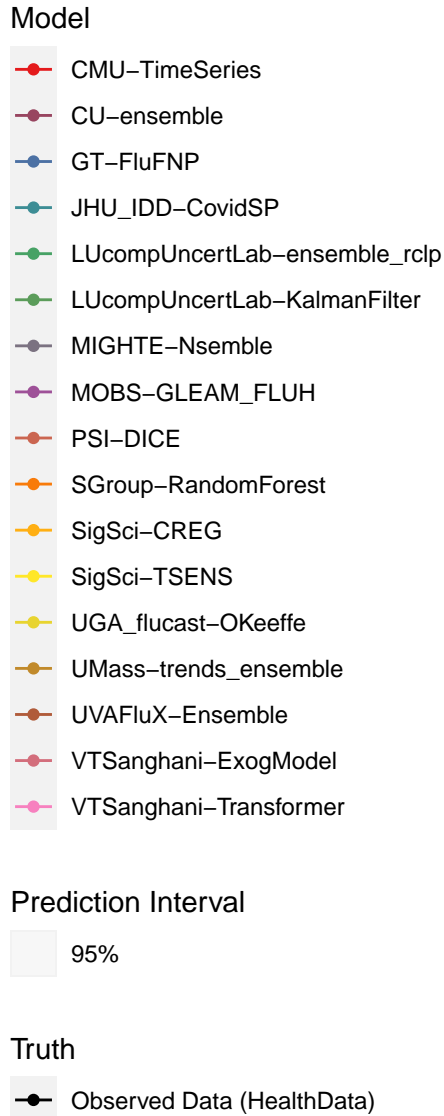 Model
CMU−TimeSeries
CU−ensemble
GT−FluFNP
JHU_IDD−CovidSP
LUcompUncertLab−ensemble_rclp
LUcompUncertLab−KalmanFilter
MIGHTE−Nsemble
MOBS−GLEAM_FLUH
PSI−DICE
SGroup−RandomForest
SigSci−CREG
SigSci−TSENS
UGA_flucast−OKeeffe
UMass−trends_ensemble
UVAFluX−Ensemble
VTSanghani−ExogModel
VTSanghani−Transformer
Prediction Interval
95%
Truth
Observed Data (HealthData)